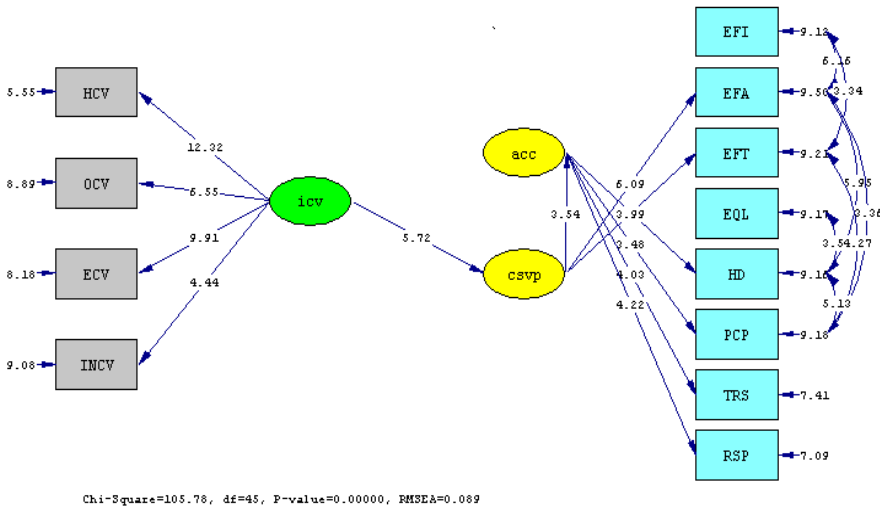 EFI
9.12
6.15
5.55
HCV
EFA
9.50
3.34
12.32
acc
EFT
9.21
8.89
OCV
6.55
icv
6.09
5.95
3.36
9.91
3.54
3.99
EQL
9.17
5.72
3.48
3.54
4.27
8.18
ECV
4.44
csvp
4.03
HD
9.16
4.22
5.13
PCP
9.18
9.08
INCV
TRS
7.41
RSP
7.09
Chi-Square=105.78, df=45, P-value=0.00000, RMSEA=0.089